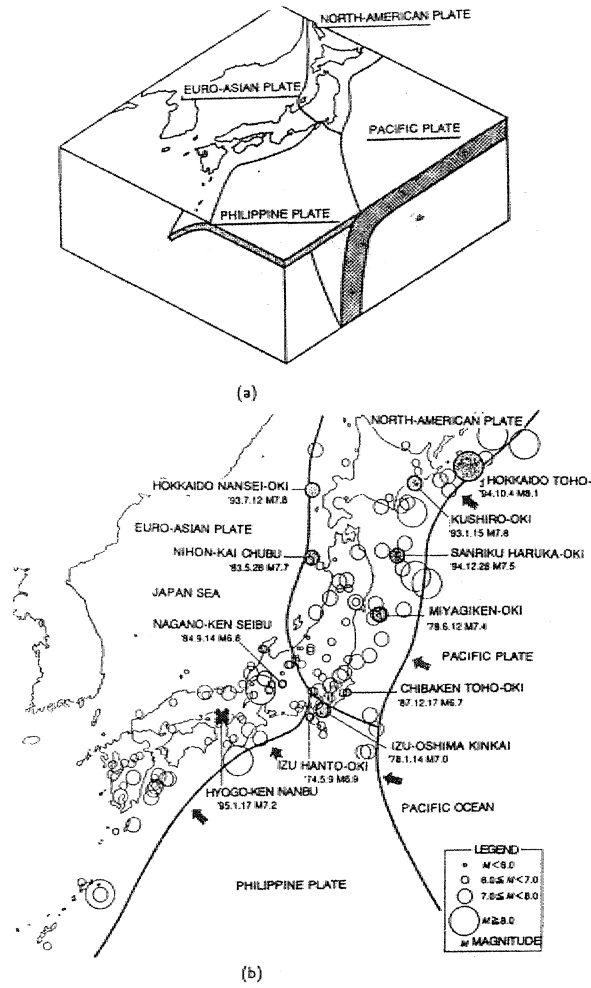 NORTH-AMERICAN PLATE
EURO-ASIAN PLATE
PACIFIC PLATE
PHILIPPINE PLATE
(a)
NORTH-AMERICAN PLATE
HOKKAIDO NANSEI-OKI
'93.7.12 M7.8
HOKKAIDO TOHO-
'94.10.4 M8.1
KUSHIRO-OKI
'93.1.15 M7.8
EURO-ASIAN PLATE
NIHON-KAI CHUBU
'83.5.26 M7.7
SANRIKU HARUKA-OKI
'94.12.28 M7.5
JAPAN SEA
MIYAGIKEN-OKI
'78.6.12 M7.4
NAGANO-KEN SEIBU
'84.9.14 M6.8
PACIFIC PLATE
CHIBAKEN TOHO-OKI
'87.12.17 M6.7
IZU-OSHIMA KINKAI
'78.1.14 M7.0
IZU HANTO-OKI
'74.5.9 M6.9
HYOGO-KEN NANBU
'95.1.17 M7.2
PACIFIC OCEAN
PHILIPPINE PLATE
LEGEND
M<6.0
6.0≦M<7.0
7.0≦M<8.0
M≧8.0
M MAGNITUDE
(b)